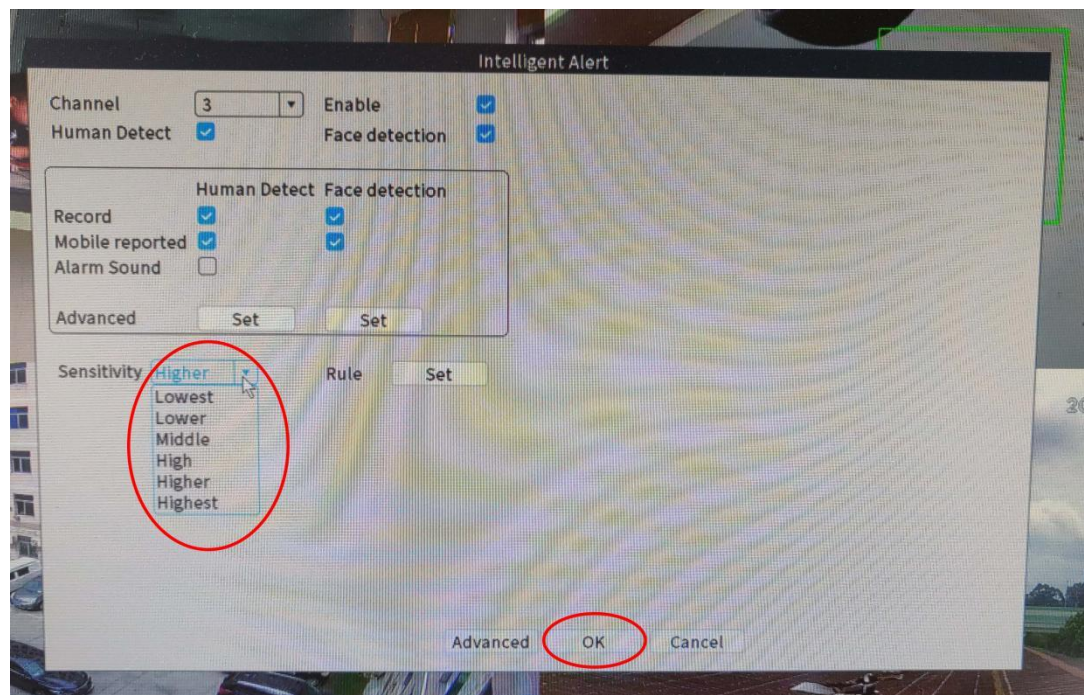 Intelligent Alert
Channel 3 Enable
Human Detect Face detection
Human Detect Face detection
Record
Mobile reported
Alarm Sound
Advanced Set Set
Sensitivity Higher Rule Set
Lowest
Lower
Middle
High
Higher
Highest
Advanced OK Cancel